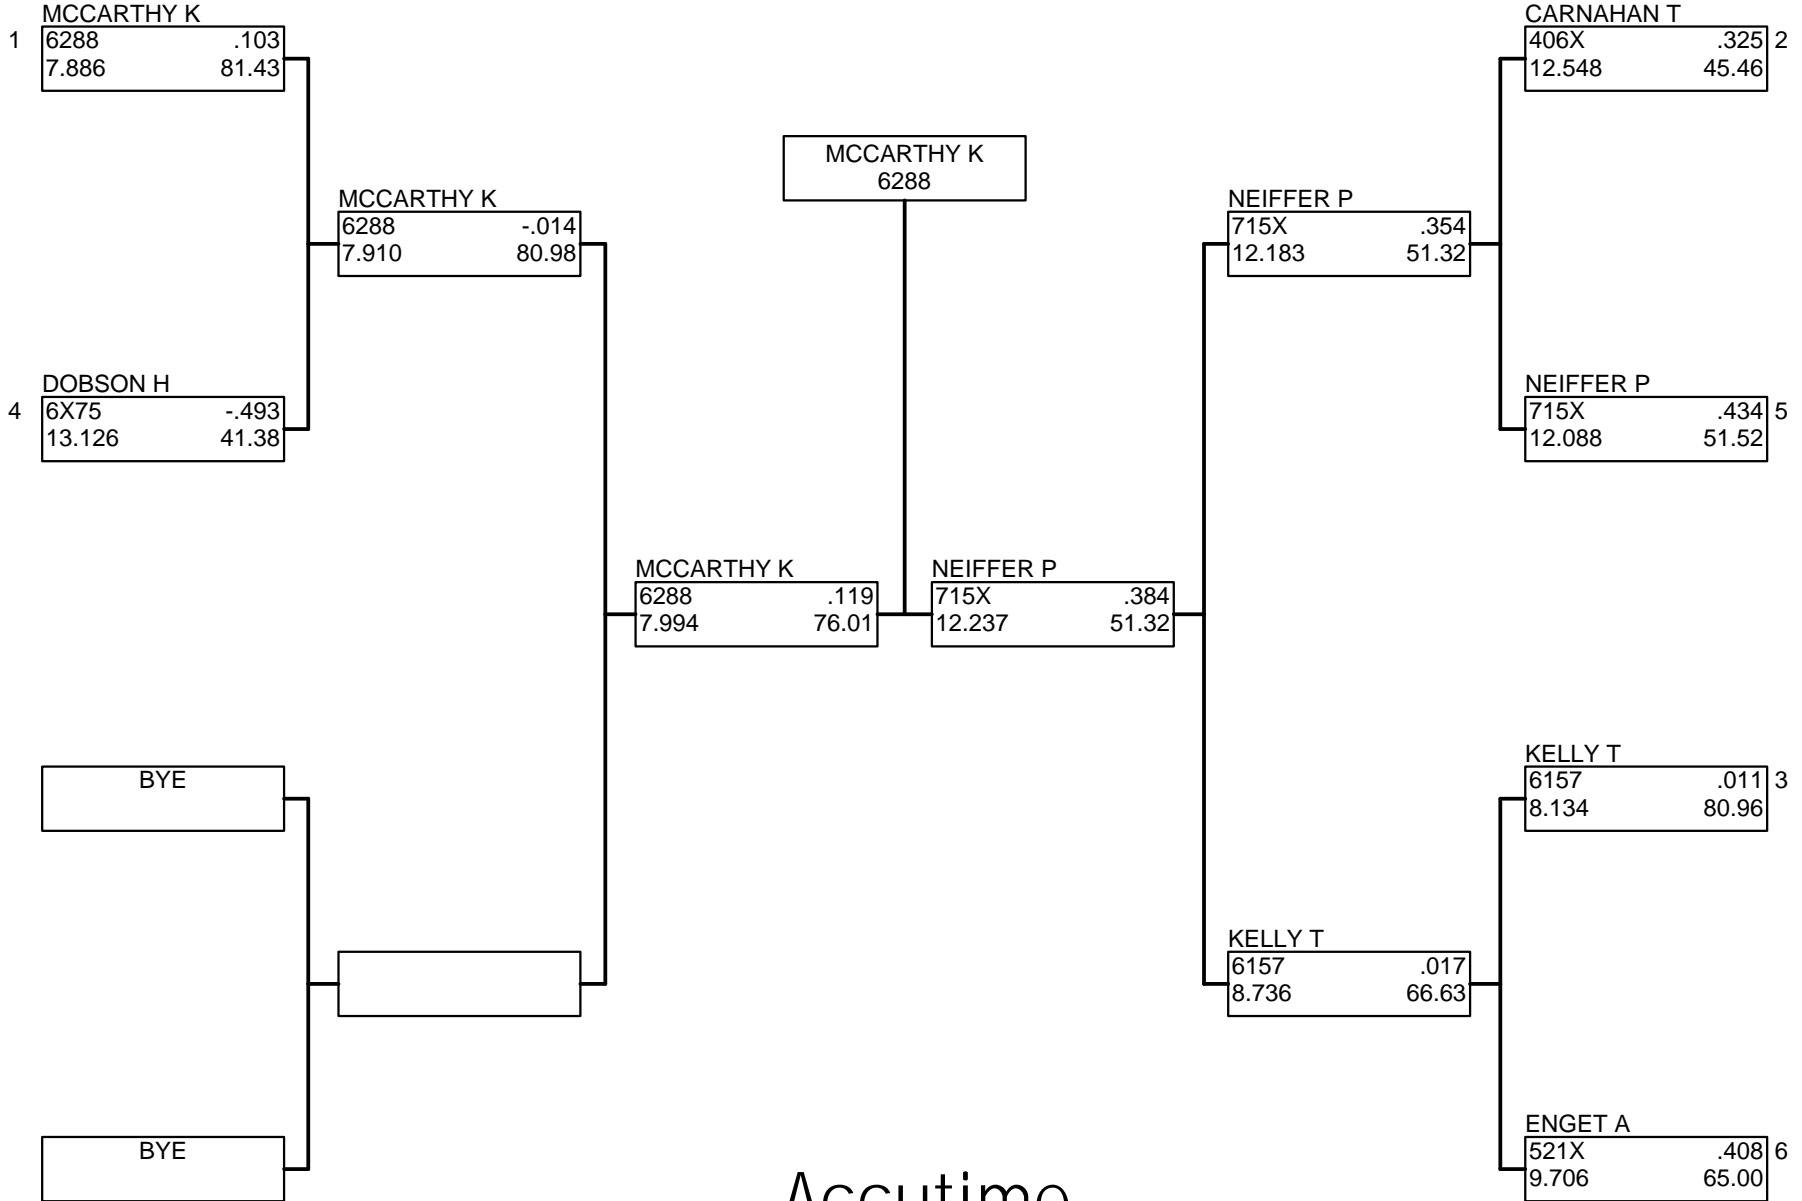 MCCARTHY K
1 6288 .103
7.886 81.43
DOBSON H
4 6X75 -.493
13.126 41.38
BYE
BYE
MCCARTHY K
6288 -.014
7.910 80.98
MCCARTHY K
6288 .119
7.994 76.01
MCCARTHY K
6288
NEIFFER P
715X .384
12.237 51.32
NEIFFER P
715X .354
12.183 51.32
KELLY T
6157 .017
8.736 66.63
CARNAHAN T
406X .325 2
12.548 45.46
NEIFFER P
715X .434 5
12.088 51.52
KELLY T
6157 .011 3
8.134 80.96
ENGET A
521X .408 6
9.706 65.00
Accutime